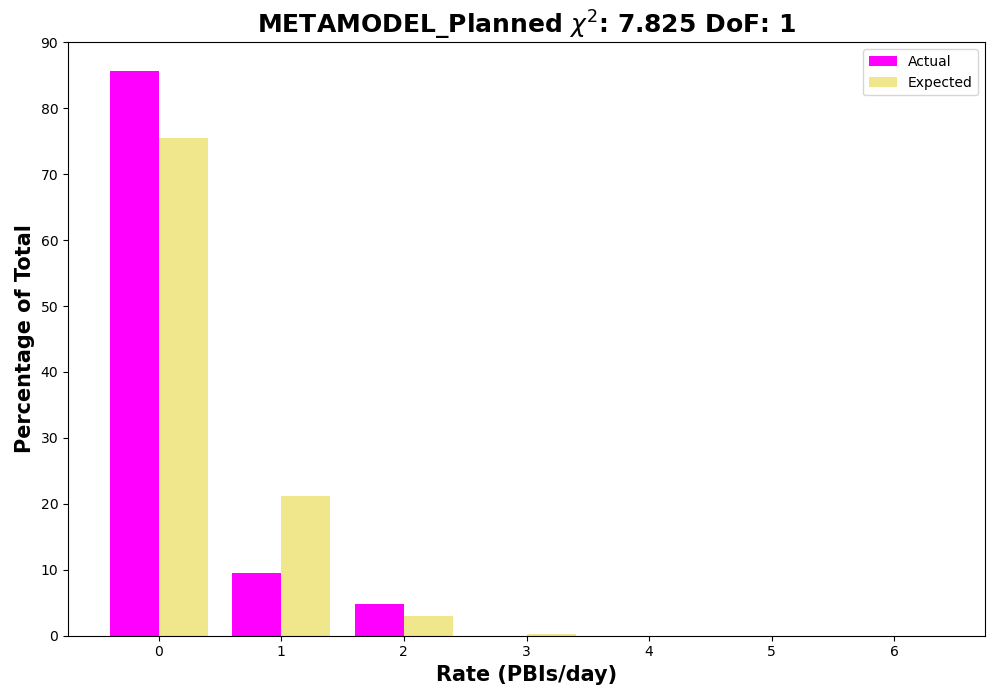 METAMODEL_Planned χ²: 7.825 DoF: 1
Actual
Expected
Percentage of Total
90
80
70
60
50
40
30
20
10
0
0 1 2 3 4 5 6
Rate (PBIs/day)